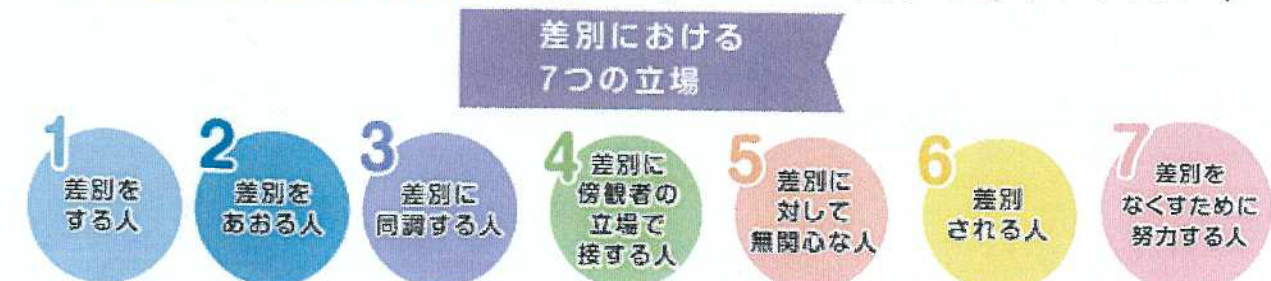 差別における
7つの立場
1
差別を
する人
2
差別を
あおる人
3
差別に
同調する人
4
差別に
傍観者の
立場で
接する人
5
差別に
対して
無関心な人
6
差別
される人
7
差別を
なくすために
努力する人